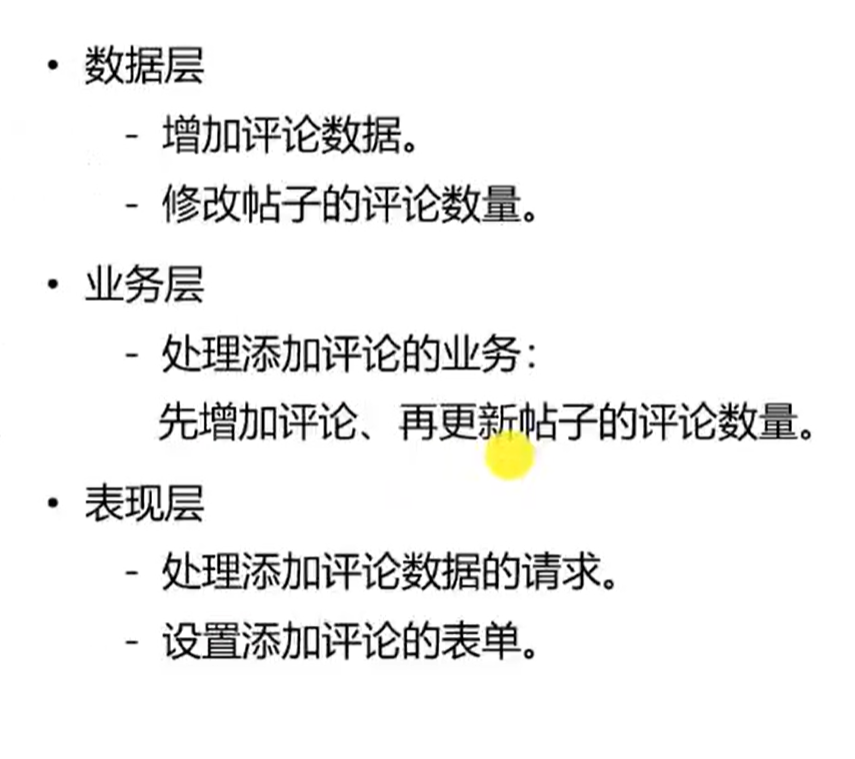 • 数据层
- 增加评论数据。
- 修改帖子的评论数量。
• 业务层
- 处理添加评论的业务：
先增加评论、再更新帖子的评论数量。
• 表现层
- 处理添加评论数据的请求。
- 设置添加评论的表单。